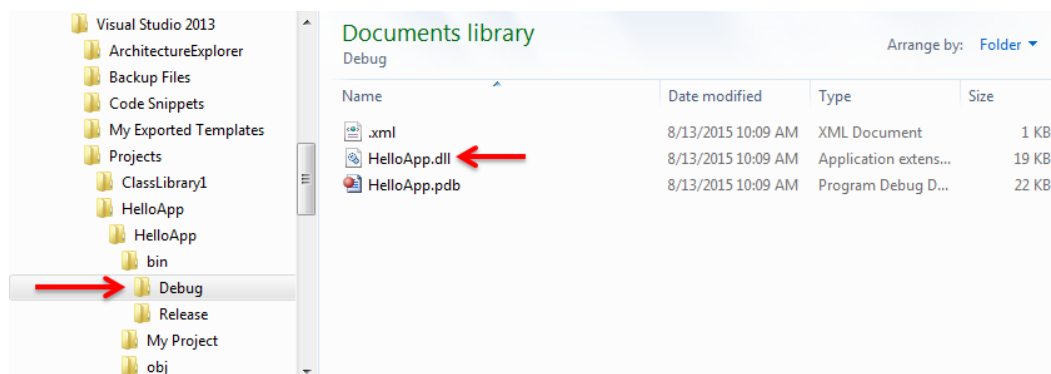 Visual Studio 2013
ArchitectureExplorer
Backup Files
Code Snippets
My Exported Templates
Projects
ClassLibrary1
HelloApp
HelloApp
bin
Debug
Release
My Project
obj
Documents library
Debug
Arrange by: Folder
Name Date modified Type Size
.xml 8/13/2015 10:09 AM XML Document 1 KB
HelloApp.dll 8/13/2015 10:09 AM Application extens... 19 KB
HelloApp.pdb 8/13/2015 10:09 AM Program Debug D... 22 KB